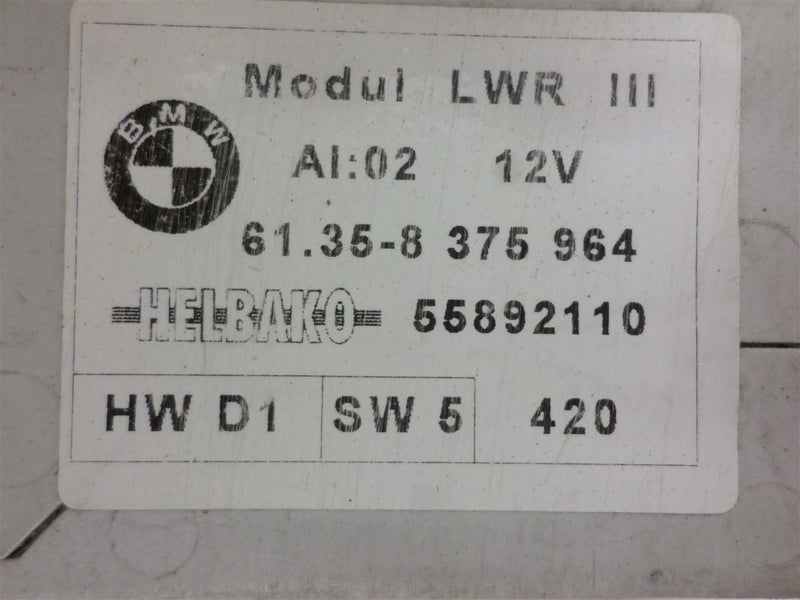 Modul LWR III
BMW
AI:02 12V
61.35-8 375 964
HELBAKO 55892110
HW D1 SW 5 420